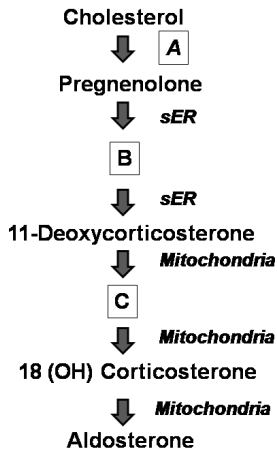 Cholesterol
A
Pregnenolone
sER
B
sER
11-Deoxycorticosterone
Mitochondria
C
Mitochondria
18 (OH) Corticosterone
Mitochondria
Aldosterone